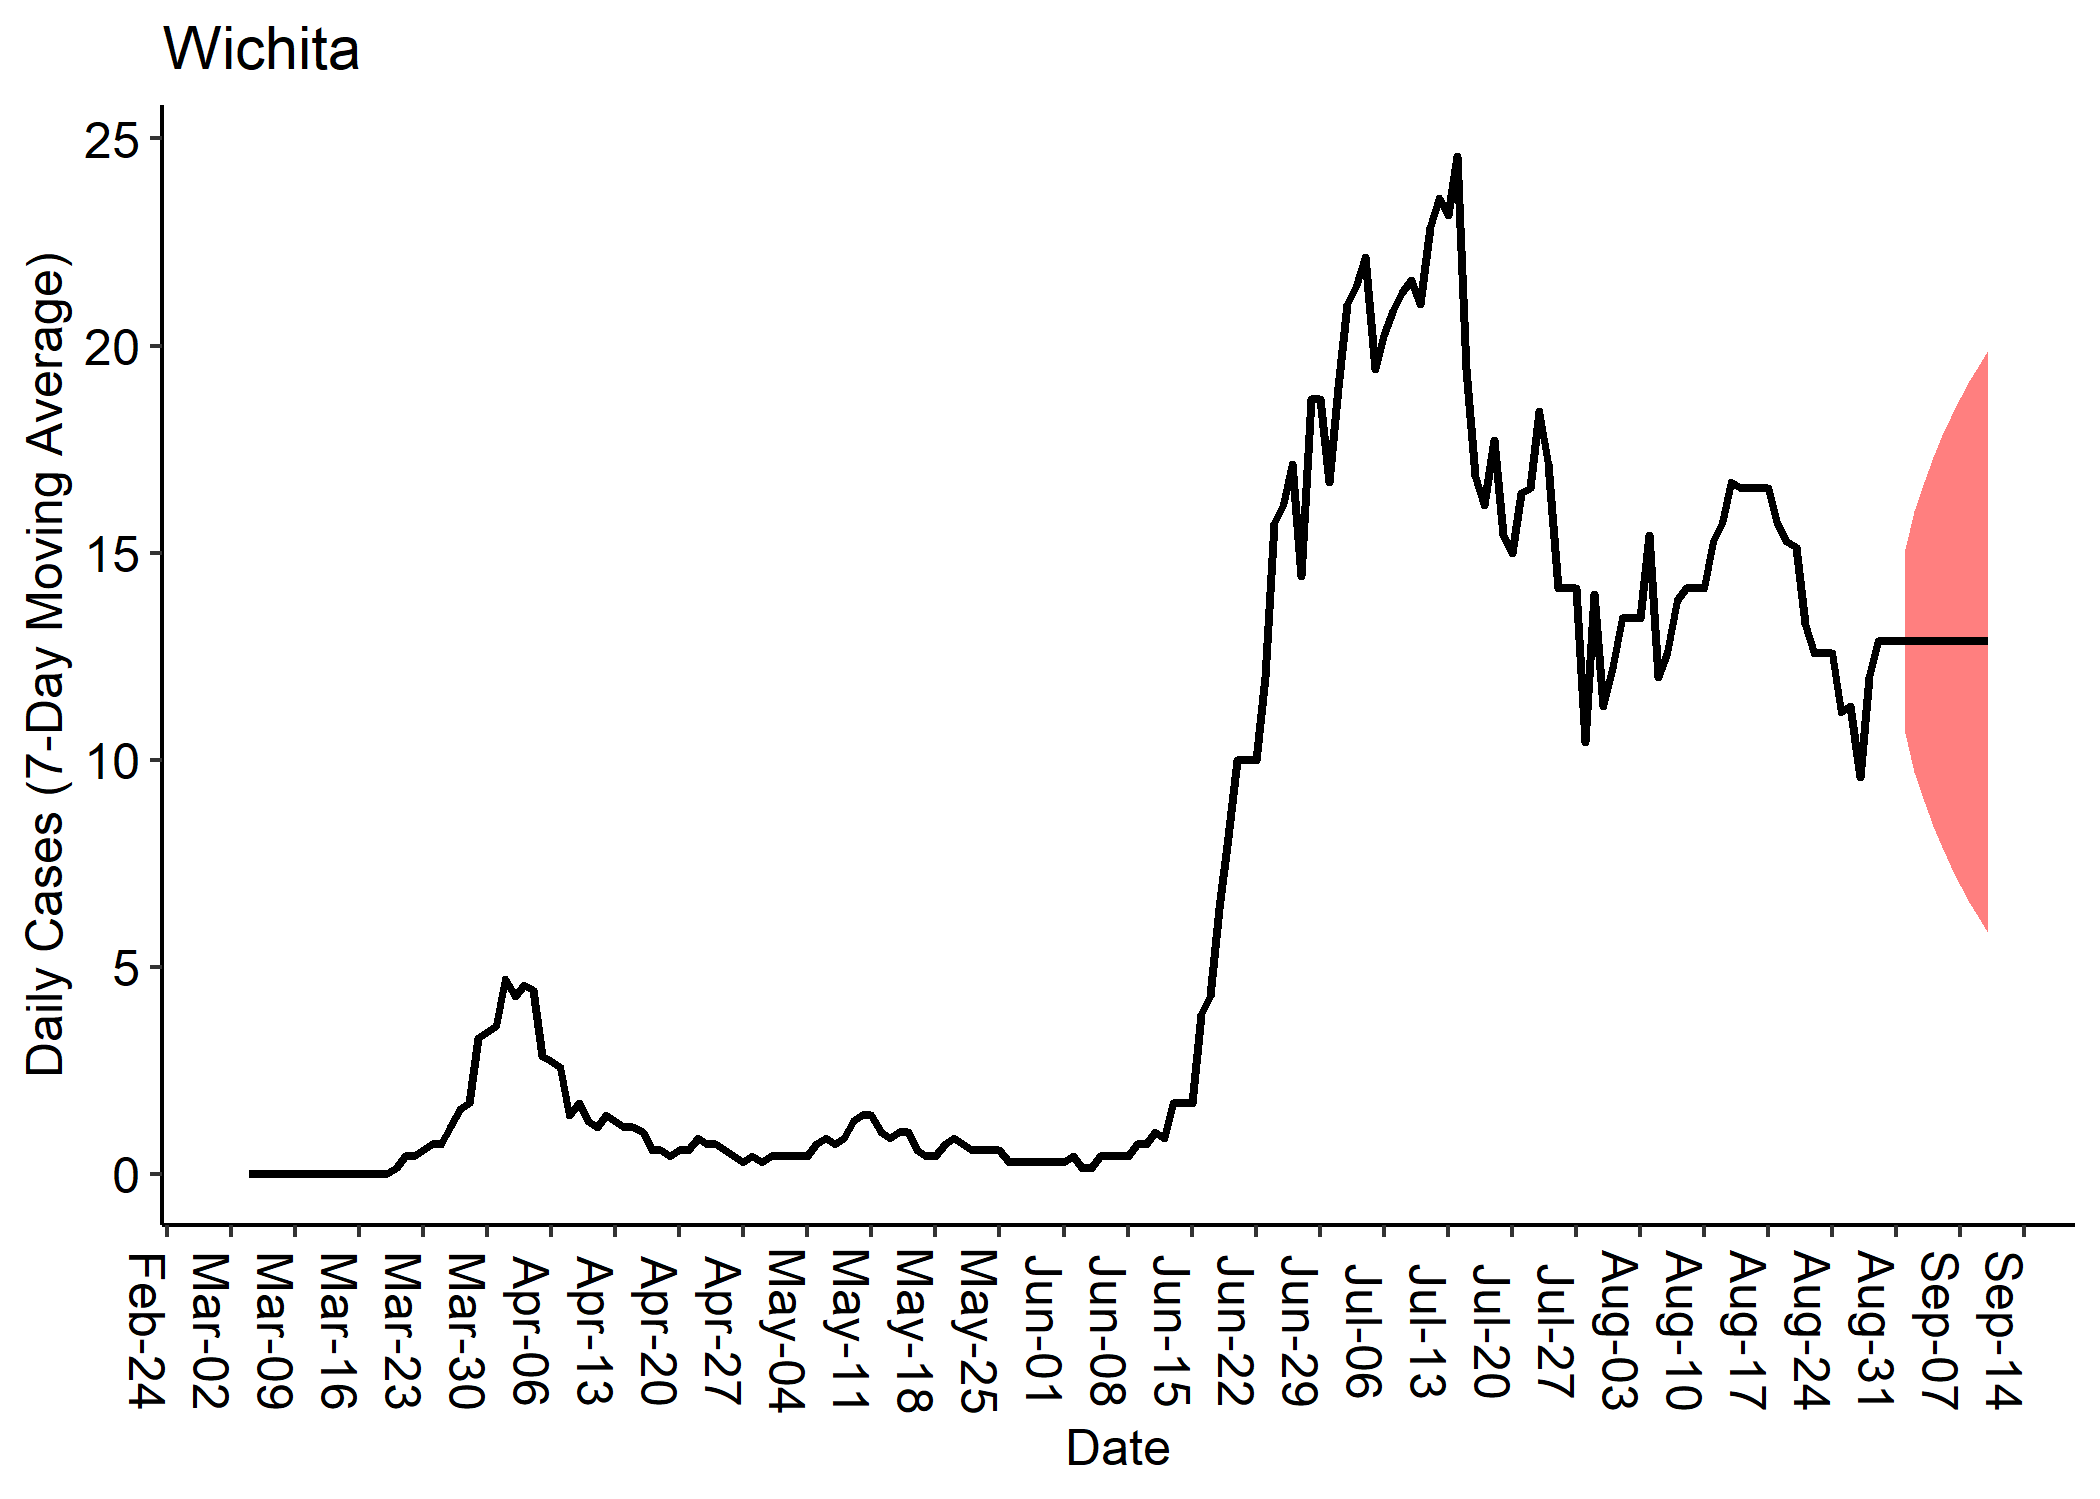 Wichita
Daily Cases (7-Day Moving Average)
25
20
15
10
5
0
Feb-24
Mar-02
Mar-09
Mar-16
Mar-23
Mar-30
Apr-06
Apr-13
Apr-20
Apr-27
May-04
May-11
May-18
May-25
Jun-01
Jun-08
Jun-15
Jun-22
Jun-29
Jul-06
Jul-13
Jul-20
Jul-27
Aug-03
Aug-10
Aug-17
Aug-24
Aug-31
Sep-07
Sep-14
Date